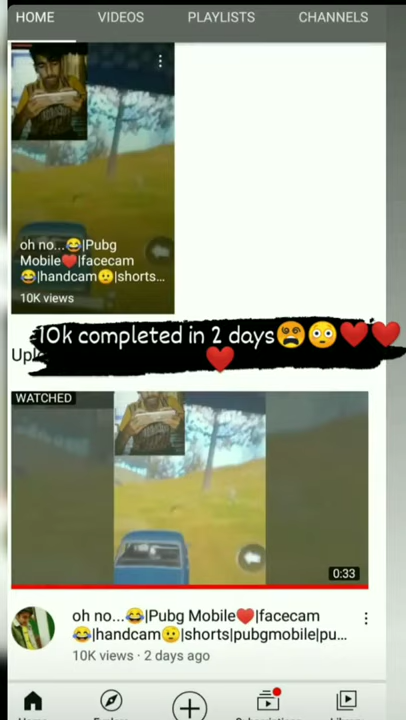 HOME VIDEOS PLAYLISTS CHANNELS
oh no...😂|Pubg
Mobile❤️|facecam
😂|handcam🙁|shorts...
10K views
10k completed in 2 days😵😳❤️❤️
❤️
WATCHED
0:33
oh no...😂|Pubg Mobile❤️|facecam
😂|handcam🙁|shorts|pubgmobile|pu...
10K views · 2 days ago